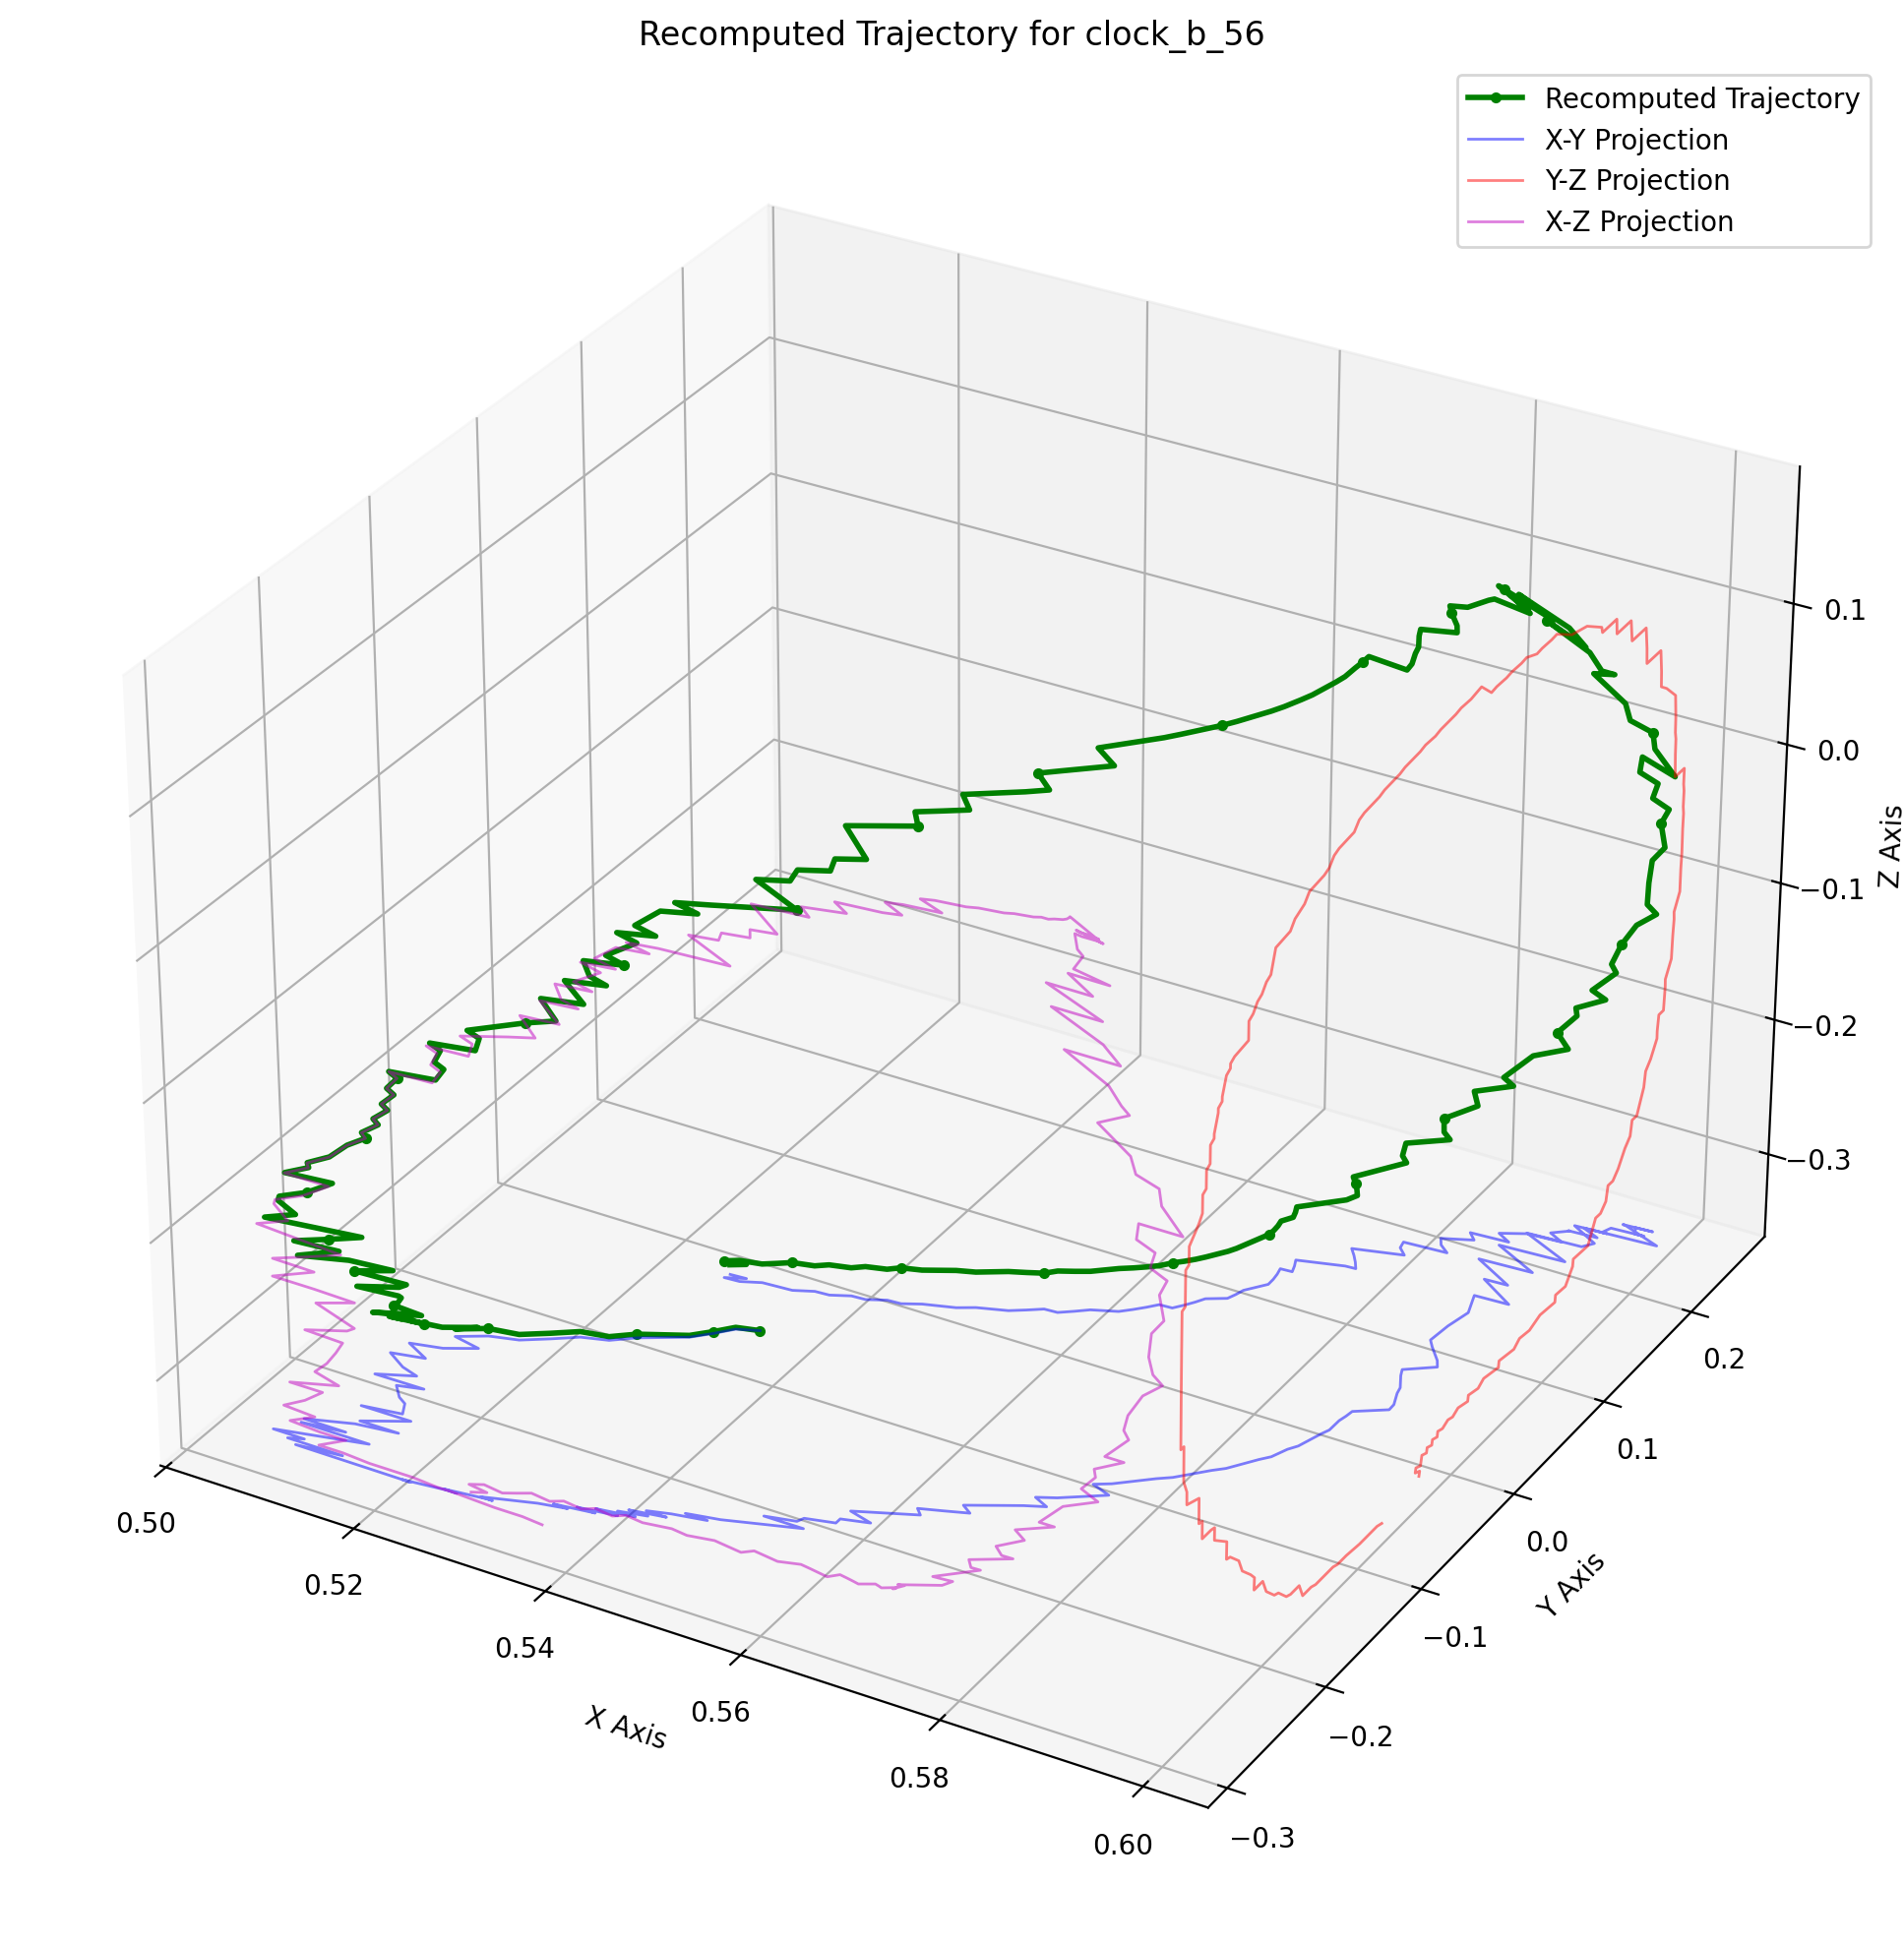 Recomputed Trajectory for clock_b_56
Recomputed Trajectory
X-Y Projection
Y-Z Projection
X-Z Projection
0.1
0.0
−0.1
−0.2
−0.3
Z Axis
0.2
0.1
0.0
−0.1
−0.2
−0.3
Y Axis
0.50
0.52
0.54
0.56
0.58
0.60
X Axis